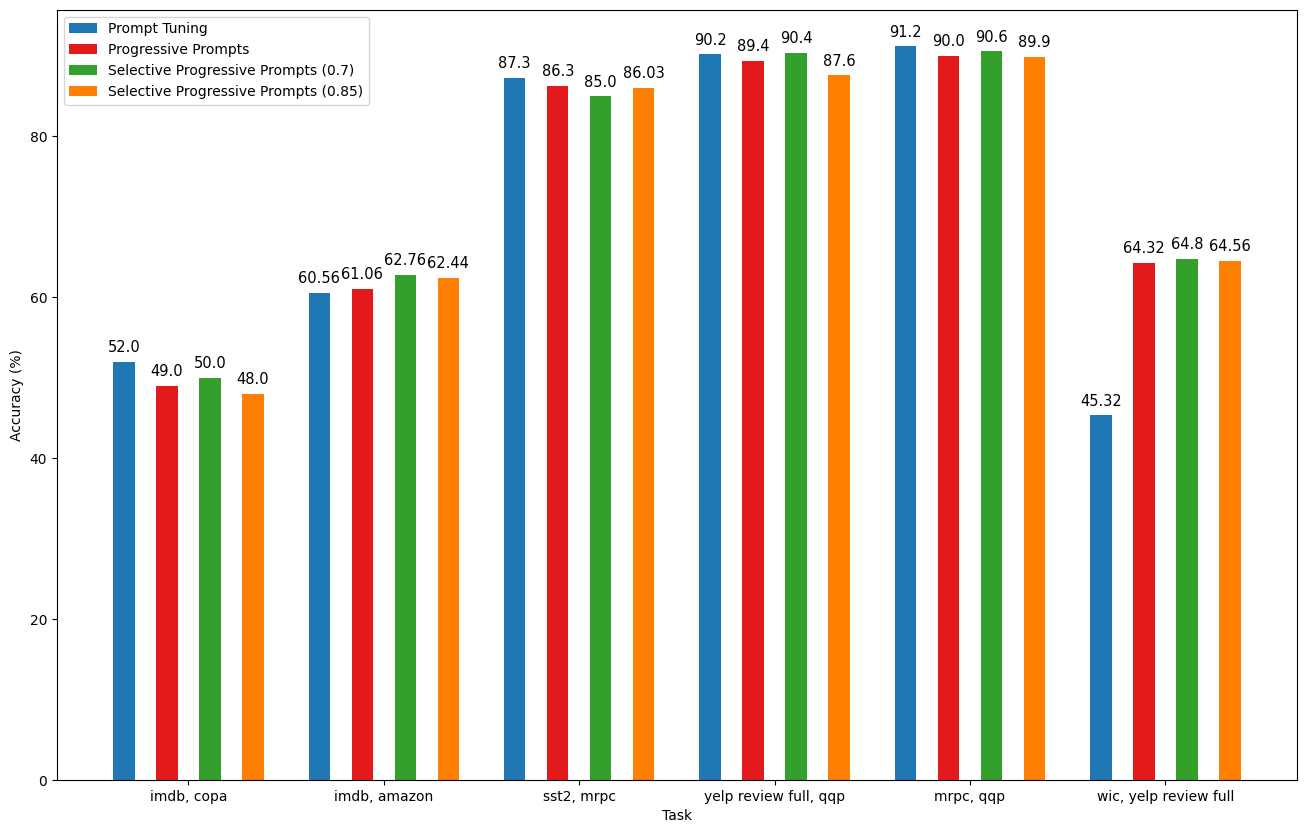 Prompt Tuning
Progressive Prompts
Selective Progressive Prompts (0.7)
Selective Progressive Prompts (0.85)
Accuracy (%)
80
60
40
20
0
52.0
49.0
50.0
48.0
60.56
61.06
62.76
62.44
87.3
86.3
85.0
86.03
90.2
89.4
90.4
87.6
91.2
90.0
90.6
89.9
45.32
64.32
64.8
64.56
imdb, copa
imdb, amazon
sst2, mrpc
yelp review full, qqp
mrpc, qqp
wic, yelp review full
Task